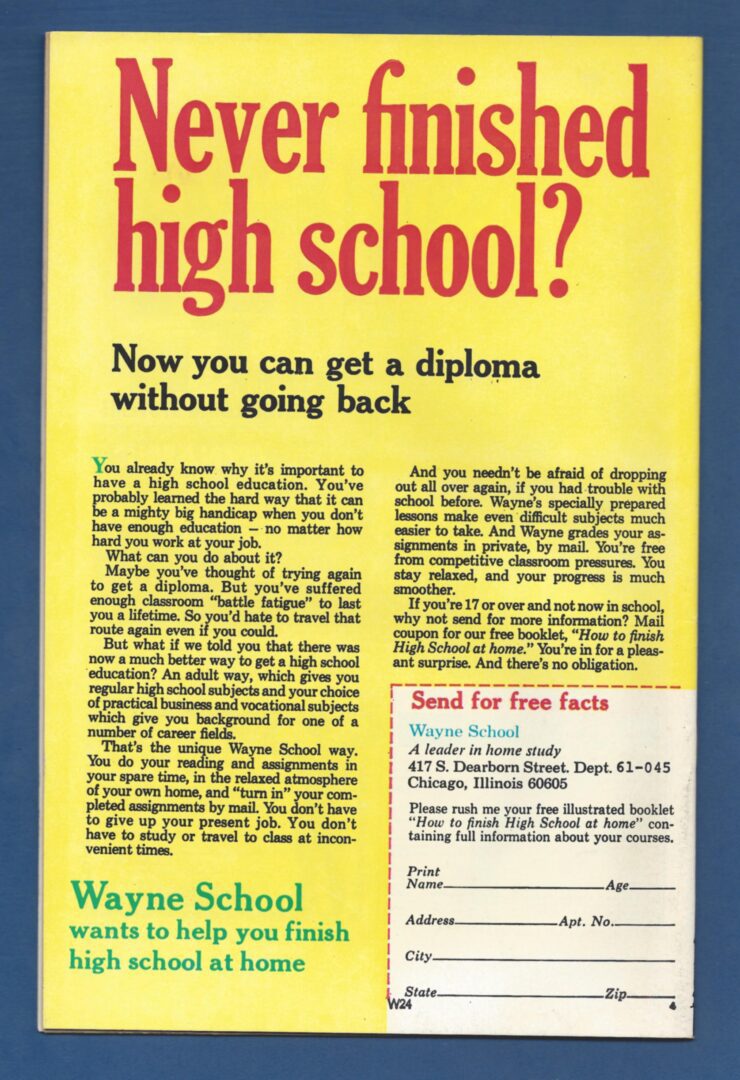 Never finished
high school?
Now you can get a diploma
without going back
You already know why it's important to
have a high school education. You've
probably learned the hard way that it can
be a mighty big handicap when you don't
have enough education — no matter how
hard you work at your job.
What can you do about it?
Maybe you've thought of trying again
to get a diploma. But you've suffered
enough classroom "battle fatigue" to last
you a lifetime. So you'd hate to travel that
route again even if you could.
But what if we told you that there was
now a much better way to get a high school
education? An adult way, which gives you
regular high school subjects and your choice
of practical business and vocational subjects
which give you background for one of a
number of career fields.
That's the unique Wayne School way.
You do your reading and assignments in
your spare time, in the relaxed atmosphere
of your own home, and "turn in" your com-
pleted assignments by mail. You don't have
to give up your present job. You don't
have to study or travel to class at incon-
venient times.
Wayne School
wants to help you finish
high school at home
And you needn't be afraid of dropping
out all over again, if you had trouble with
school before. Wayne's specially prepared
lessons make even difficult subjects much
easier to take. And Wayne grades your as-
signments in private, by mail. You're free
from competitive classroom pressures. You
stay relaxed, and your progress is much
smoother.
If you're 17 or over and not now in school,
why not send for more information? Mail
coupon for our free booklet, "How to finish
High School at home." You're in for a pleas-
ant surprise. And there's no obligation.
Send for free facts
Wayne School
A leader in home study
417 S. Dearborn Street. Dept. 61-045
Chicago, Illinois 60605
Please rush me your free illustrated booklet
"How to finish High School at home" con-
taining full information about your courses.
Print
Name Age
Address Apt. No.
City
State Zip
W24 4